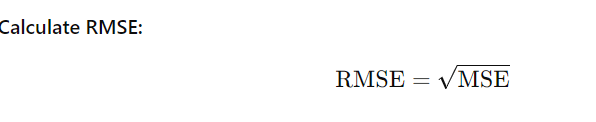 Calculate RMSE:
RMSE = √MSE